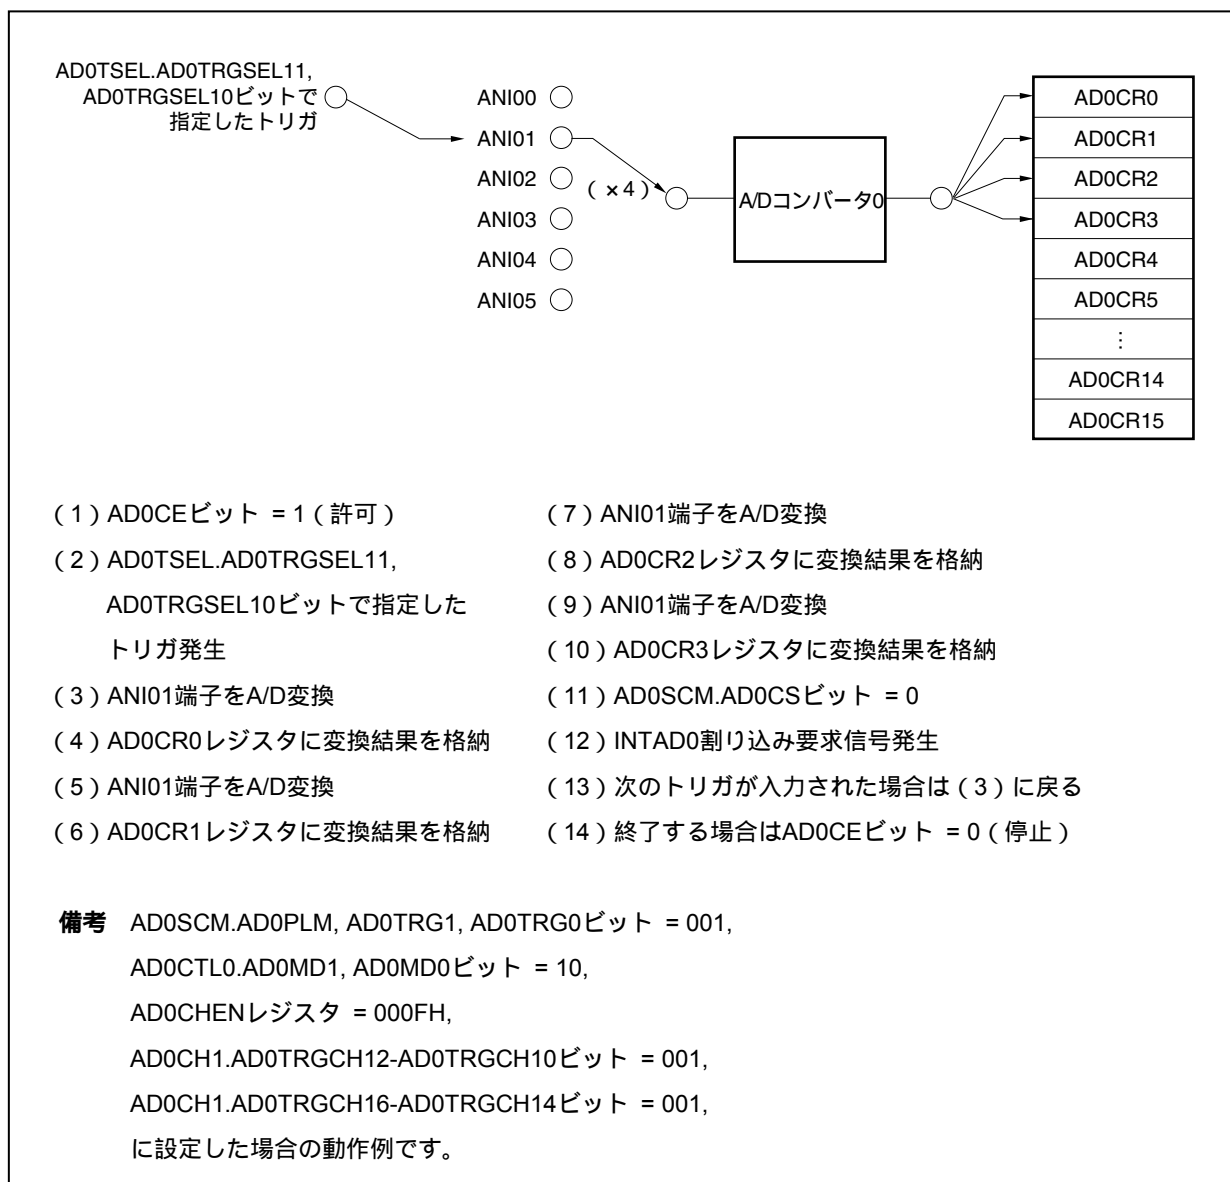 AD0TSEL.AD0TRGSEL11,
AD0TRGSEL10ビットで
指定したトリガ
ANI00
ANI01
ANI02
ANI03
ANI04
ANI05
（×4）
A/Dコンバータ0
AD0CR0
AD0CR1
AD0CR2
AD0CR3
AD0CR4
AD0CR5
⋮
AD0CR14
AD0CR15
（1）AD0CEビット = 1（許可）
（2）AD0TSEL.AD0TRGSEL11,
AD0TRGSEL10ビットで指定した
トリガ発生
（3）ANI01端子をA/D変換
（4）AD0CR0レジスタに変換結果を格納
（5）ANI01端子をA/D変換
（6）AD0CR1レジスタに変換結果を格納
（7）ANI01端子をA/D変換
（8）AD0CR2レジスタに変換結果を格納
（9）ANI01端子をA/D変換
（10）AD0CR3レジスタに変換結果を格納
（11）AD0SCM.AD0CSビット = 0
（12）INTAD0割り込み要求信号発生
（13）次のトリガが入力された場合は（3）に戻る
（14）終了する場合はAD0CEビット = 0（停止）
備考 AD0SCM.AD0PLM, AD0TRG1, AD0TRG0ビット = 001,
AD0CTL0.AD0MD1, AD0MD0ビット = 10,
AD0CHENレジスタ = 000FH,
AD0CH1.AD0TRGCH12-AD0TRGCH10ビット = 001,
AD0CH1.AD0TRGCH16-AD0TRGCH14ビット = 001,
に設定した場合の動作例です。